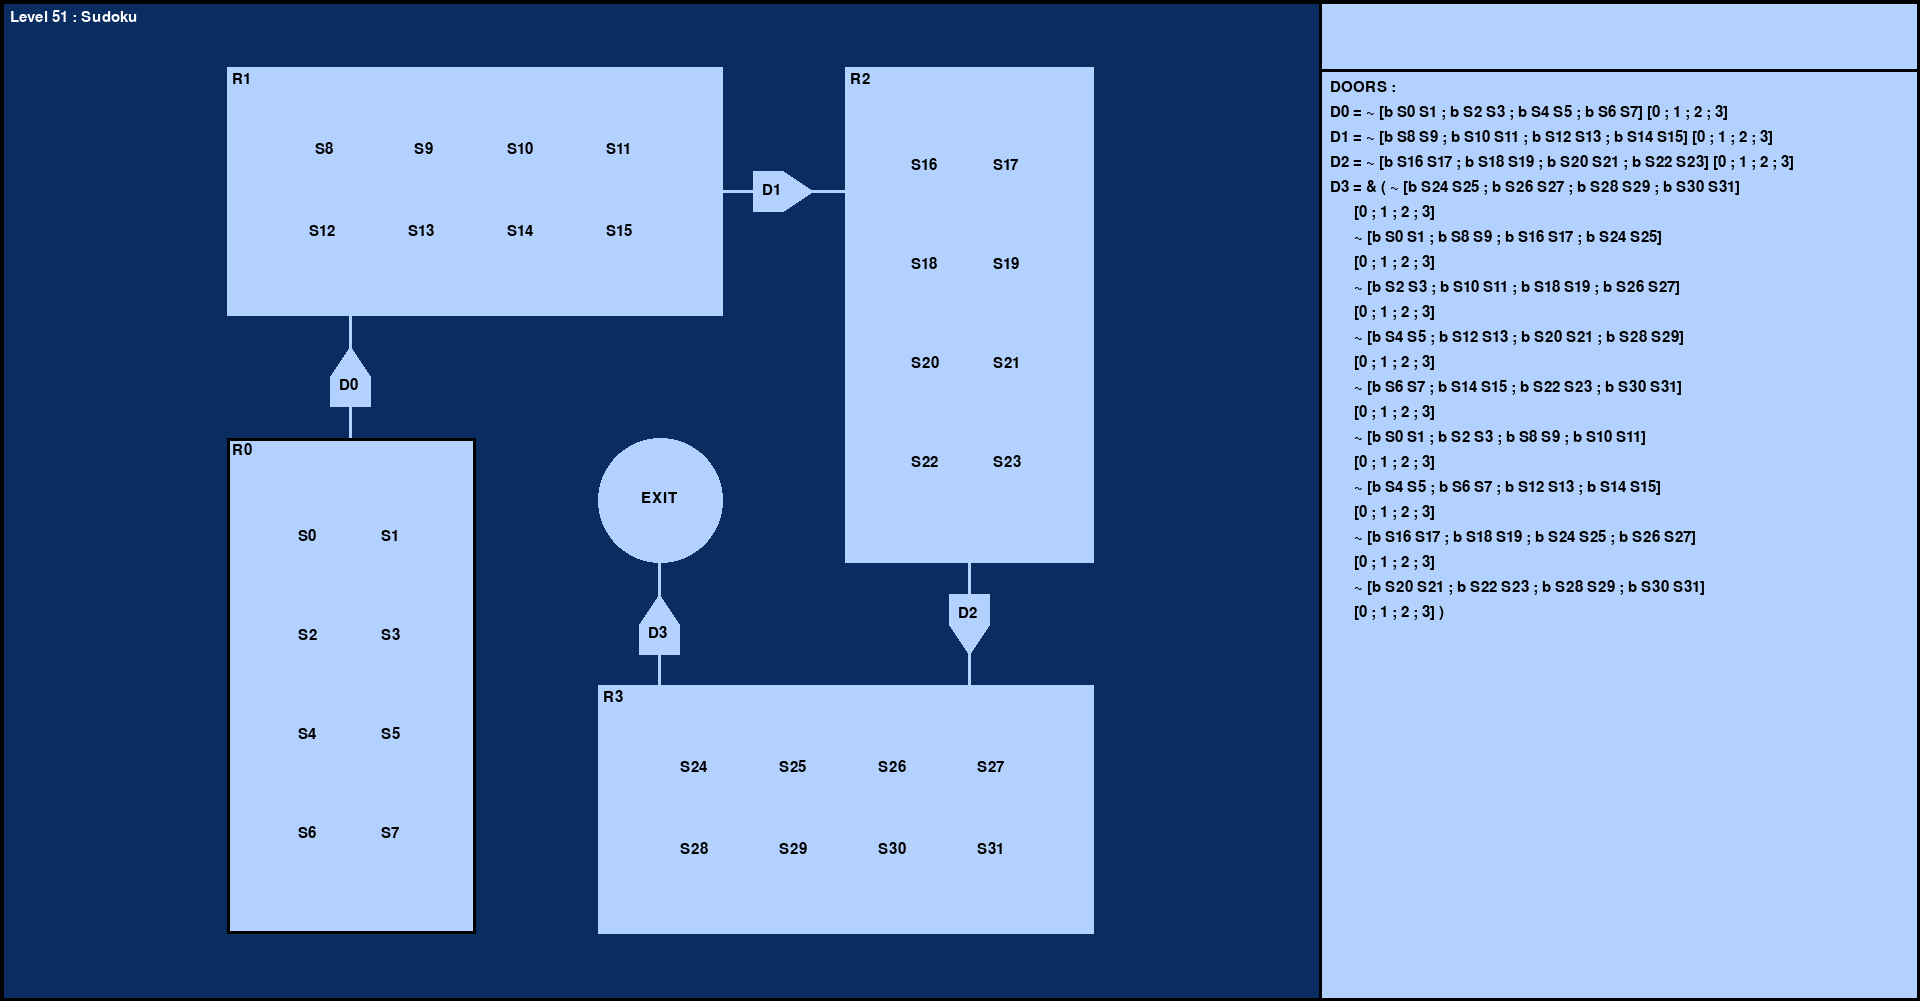 Level 51 : Sudoku
R1
S8 S9 S10 S11
S12 S13 S14 S15
D1
R2
S16 S17
S18 S19
S20 S21
S22 S23
D0
R0
S0 S1
S2 S3
S4 S5
S6 S7
EXIT
D3
D2
R3
S24 S25 S26 S27
S28 S29 S30 S31
DOORS :
D0 = ~ [b S0 S1 ; b S2 S3 ; b S4 S5 ; b S6 S7] [0 ; 1 ; 2 ; 3]
D1 = ~ [b S8 S9 ; b S10 S11 ; b S12 S13 ; b S14 S15] [0 ; 1 ; 2 ; 3]
D2 = ~ [b S16 S17 ; b S18 S19 ; b S20 S21 ; b S22 S23] [0 ; 1 ; 2 ; 3]
D3 = & ( ~ [b S24 S25 ; b S26 S27 ; b S28 S29 ; b S30 S31]
[0 ; 1 ; 2 ; 3]
~ [b S0 S1 ; b S8 S9 ; b S16 S17 ; b S24 S25]
[0 ; 1 ; 2 ; 3]
~ [b S2 S3 ; b S10 S11 ; b S18 S19 ; b S26 S27]
[0 ; 1 ; 2 ; 3]
~ [b S4 S5 ; b S12 S13 ; b S20 S21 ; b S28 S29]
[0 ; 1 ; 2 ; 3]
~ [b S6 S7 ; b S14 S15 ; b S22 S23 ; b S30 S31]
[0 ; 1 ; 2 ; 3]
~ [b S0 S1 ; b S2 S3 ; b S8 S9 ; b S10 S11]
[0 ; 1 ; 2 ; 3]
~ [b S4 S5 ; b S6 S7 ; b S12 S13 ; b S14 S15]
[0 ; 1 ; 2 ; 3]
~ [b S16 S17 ; b S18 S19 ; b S24 S25 ; b S26 S27]
[0 ; 1 ; 2 ; 3]
~ [b S20 S21 ; b S22 S23 ; b S28 S29 ; b S30 S31]
[0 ; 1 ; 2 ; 3] )